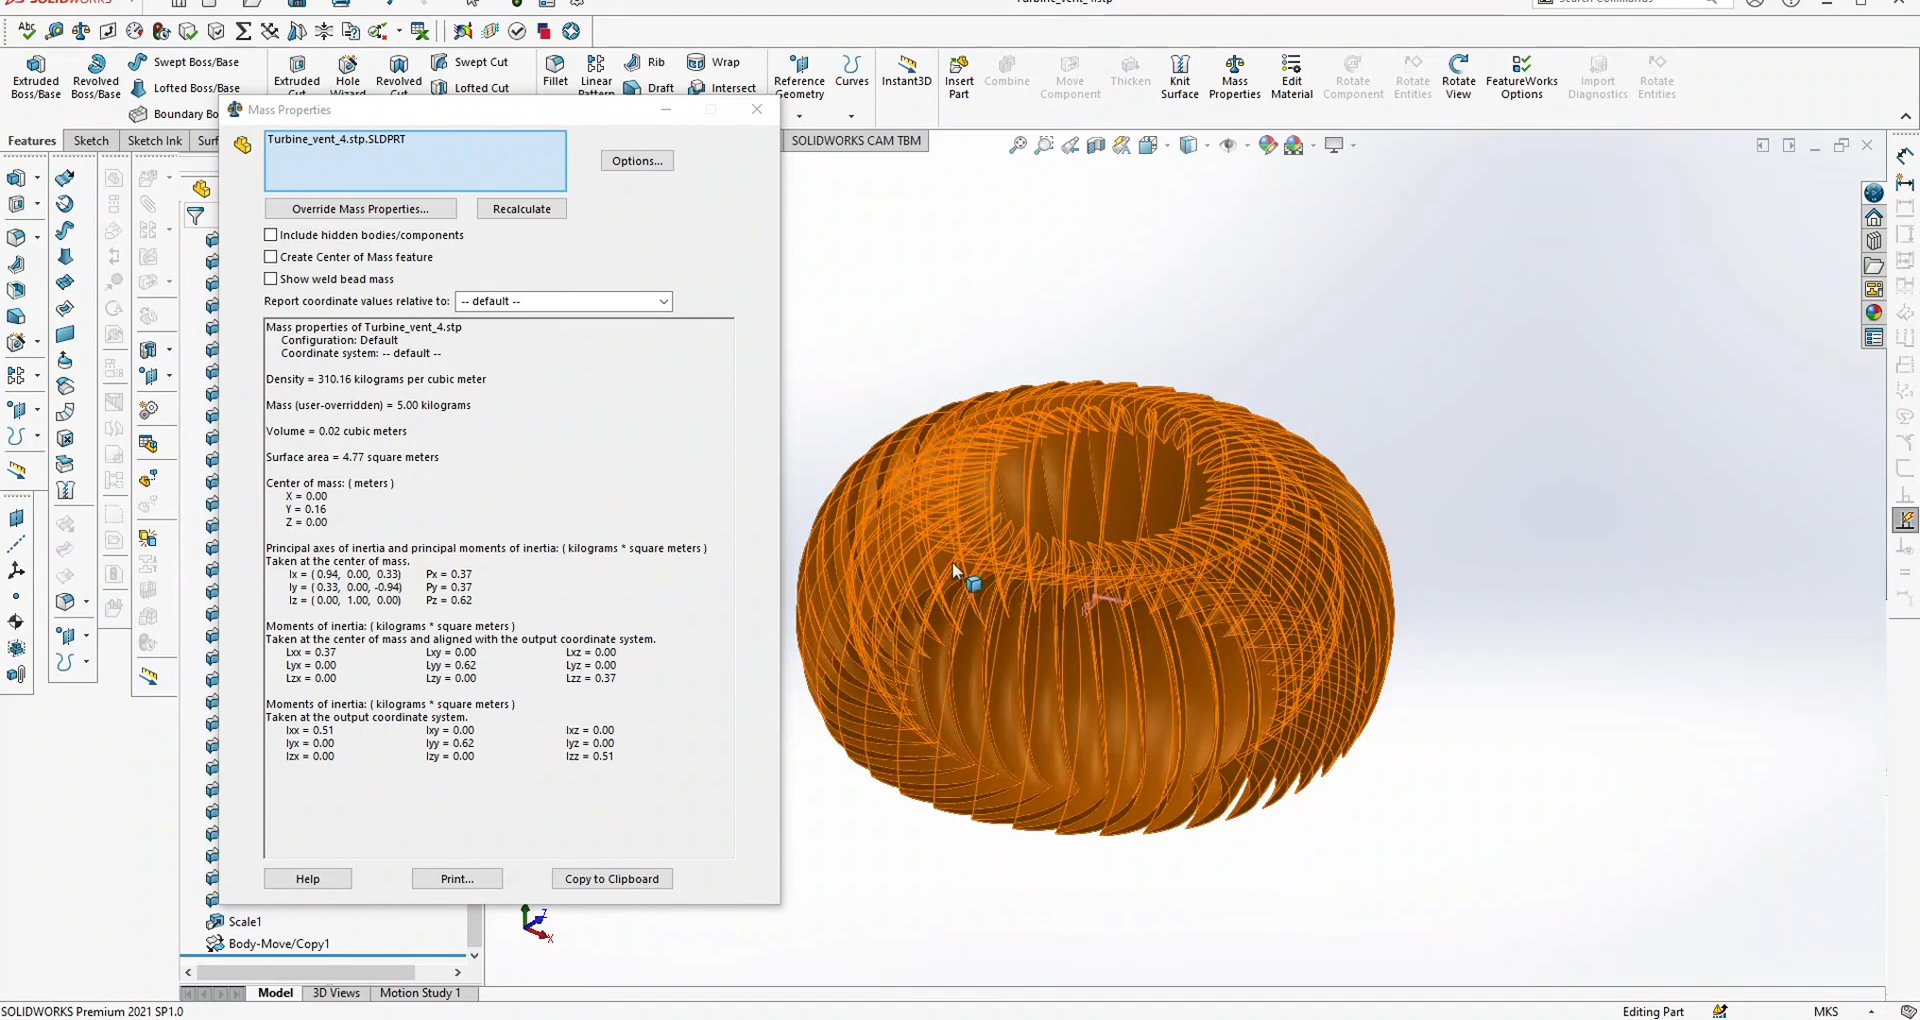 SOLIDWORKS
Turbine_vent_4.stp
Search Commands
Swept Boss/Base
Swept Cut
Rib
Wrap
Extruded Boss/Base
Revolved Boss/Base
Lofted Boss/Base
Extruded Cut
Hole Wizard
Revolved Cut
Lofted Cut
Fillet
Linear Pattern
Draft
Intersect
Reference Geometry
Curves
Instant3D
Insert Part
Combine
Move Component
Thicken
Knit Surface
Mass Properties
Edit Material
Rotate Component
Rotate Entities
Rotate View
FeatureWorks Options
Import Diagnostics
Rotate Entities
Boundary Bo
Features
Sketch
Sketch Ink
Surf
SOLIDWORKS CAM TBM
Mass Properties
Turbine_vent_4.stp.SLDPRT
Options...
Override Mass Properties...
Recalculate
Include hidden bodies/components
Create Center of Mass feature
Show weld bead mass
Report coordinate values relative to: -- default --
Mass properties of Turbine_vent_4.stp
Configuration: Default
Coordinate system: -- default --
Density = 310.16 kilograms per cubic meter
Mass (user-overridden) = 5.00 kilograms
Volume = 0.02 cubic meters
Surface area = 4.77 square meters
Center of mass: ( meters )
X = 0.00
Y = 0.16
Z = 0.00
Principal axes of inertia and principal moments of inertia: ( kilograms * square meters )
Taken at the center of mass.
Ix = ( 0.94, 0.00, 0.33) Px = 0.37
Iy = ( 0.33, 0.00, -0.94) Py = 0.37
Iz = ( 0.00, 1.00, 0.00) Pz = 0.62
Moments of inertia: ( kilograms * square meters )
Taken at the center of mass and aligned with the output coordinate system.
Lxx = 0.37 Lxy = 0.00 Lxz = 0.00
Lyx = 0.00 Lyy = 0.62 Lyz = 0.00
Lzx = 0.00 Lzy = 0.00 Lzz = 0.37
Moments of inertia: ( kilograms * square meters )
Taken at the output coordinate system.
Ixx = 0.51 Ixy = 0.00 Ixz = 0.00
Iyx = 0.00 Iyy = 0.62 Iyz = 0.00
Izx = 0.00 Izy = 0.00 Izz = 0.51
Help
Print...
Copy to Clipboard
Scale1
Body-Move/Copy1
Z
X
Model
3D Views
Motion Study 1
SOLIDWORKS Premium 2021 SP1.0
Editing Part
MKS